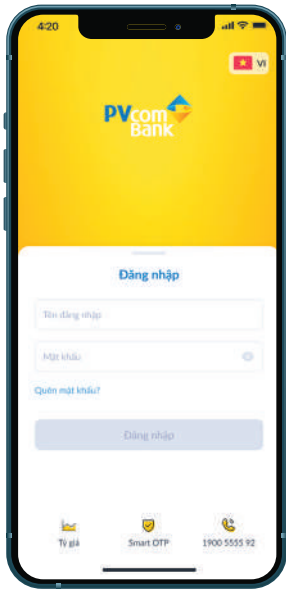 4:20
VI
PVcom
Bank
Đăng nhập
Tên đăng nhập
Mật khẩu
Quên mật khẩu?
Đăng nhập
Tỷ giá
Smart OTP
1900 5555 92